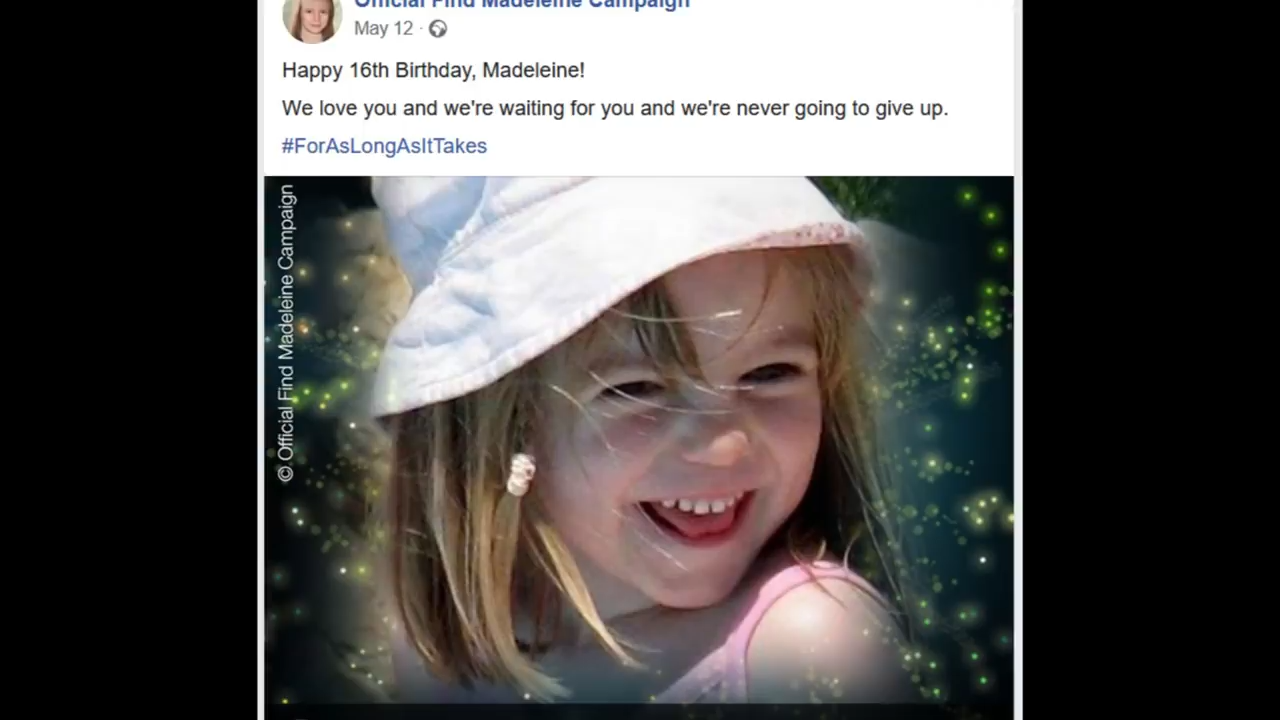 Official Find Madeleine Campaign
May 12 ·
Happy 16th Birthday, Madeleine!
We love you and we're waiting for you and we're never going to give up.
#ForAsLongAsItTakes
© Official Find Madeleine Campaign